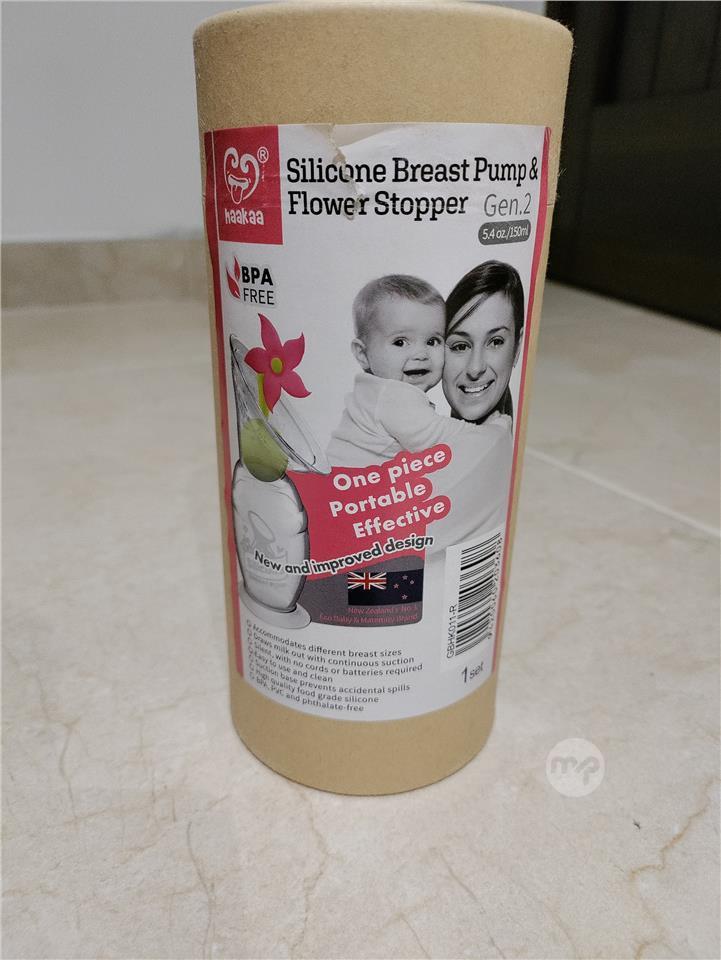 haakaa
®
Silicone Breast Pump &
Flower Stopper Gen.2
5.4 oz./150ml
BPA
FREE
One piece
Portable
Effective
New and improved design
New Zealand's No.1
Eco Baby & Maternity Brand
Accommodates different breast sizes
Draws milk out with continuous suction
Silent, with no cords or batteries required
Easy to use and clean
Suction base prevents accidental spills
High quality food grade silicone
BPA, PVC and phthalate-free
GBHK011-R
1 set
mp